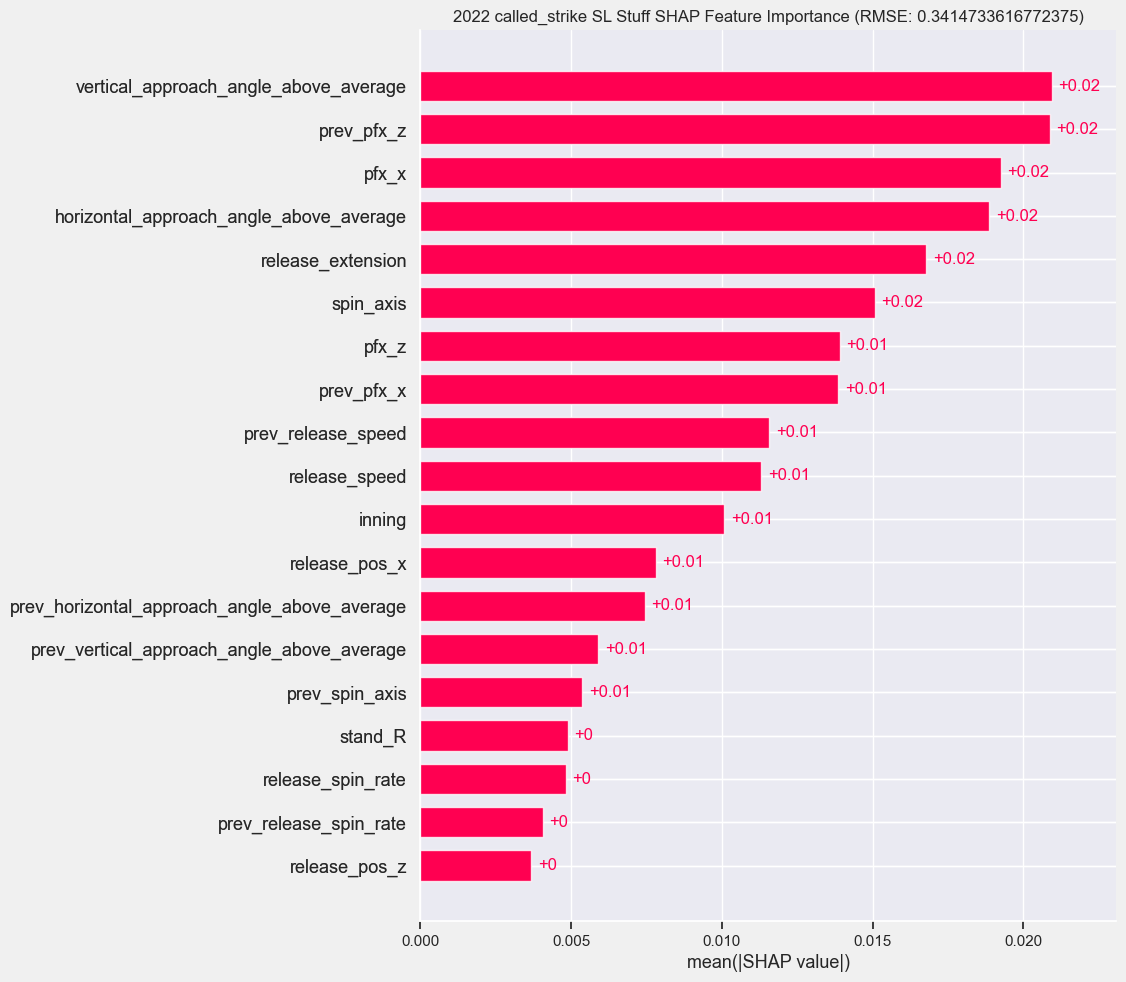 2022 called_strike SL Stuff SHAP Feature Importance (RMSE: 0.3414733616772375)
vertical_approach_angle_above_average +0.02
prev_pfx_z +0.02
pfx_x +0.02
horizontal_approach_angle_above_average +0.02
release_extension +0.02
spin_axis +0.02
pfx_z +0.01
prev_pfx_x +0.01
prev_release_speed +0.01
release_speed +0.01
inning +0.01
release_pos_x +0.01
prev_horizontal_approach_angle_above_average +0.01
prev_vertical_approach_angle_above_average +0.01
prev_spin_axis +0.01
stand_R +0
release_spin_rate +0
prev_release_spin_rate +0
release_pos_z +0
0.000 0.005 0.010 0.015 0.020
mean(|SHAP value|)